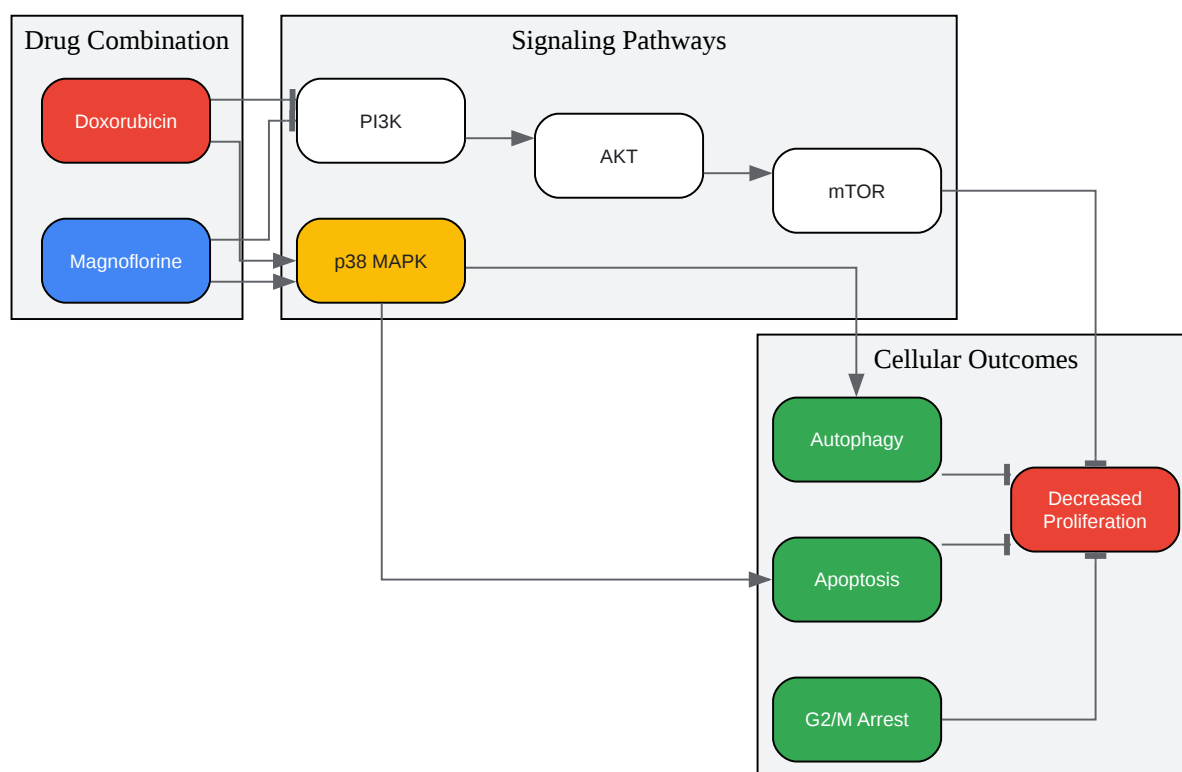 Drug Combination
Signaling Pathways
Doxorubicin
PI3K
AKT
mTOR
Magnoflorine
p38 MAPK
Cellular Outcomes
Autophagy
Decreased
Proliferation
Apoptosis
G2/M Arrest